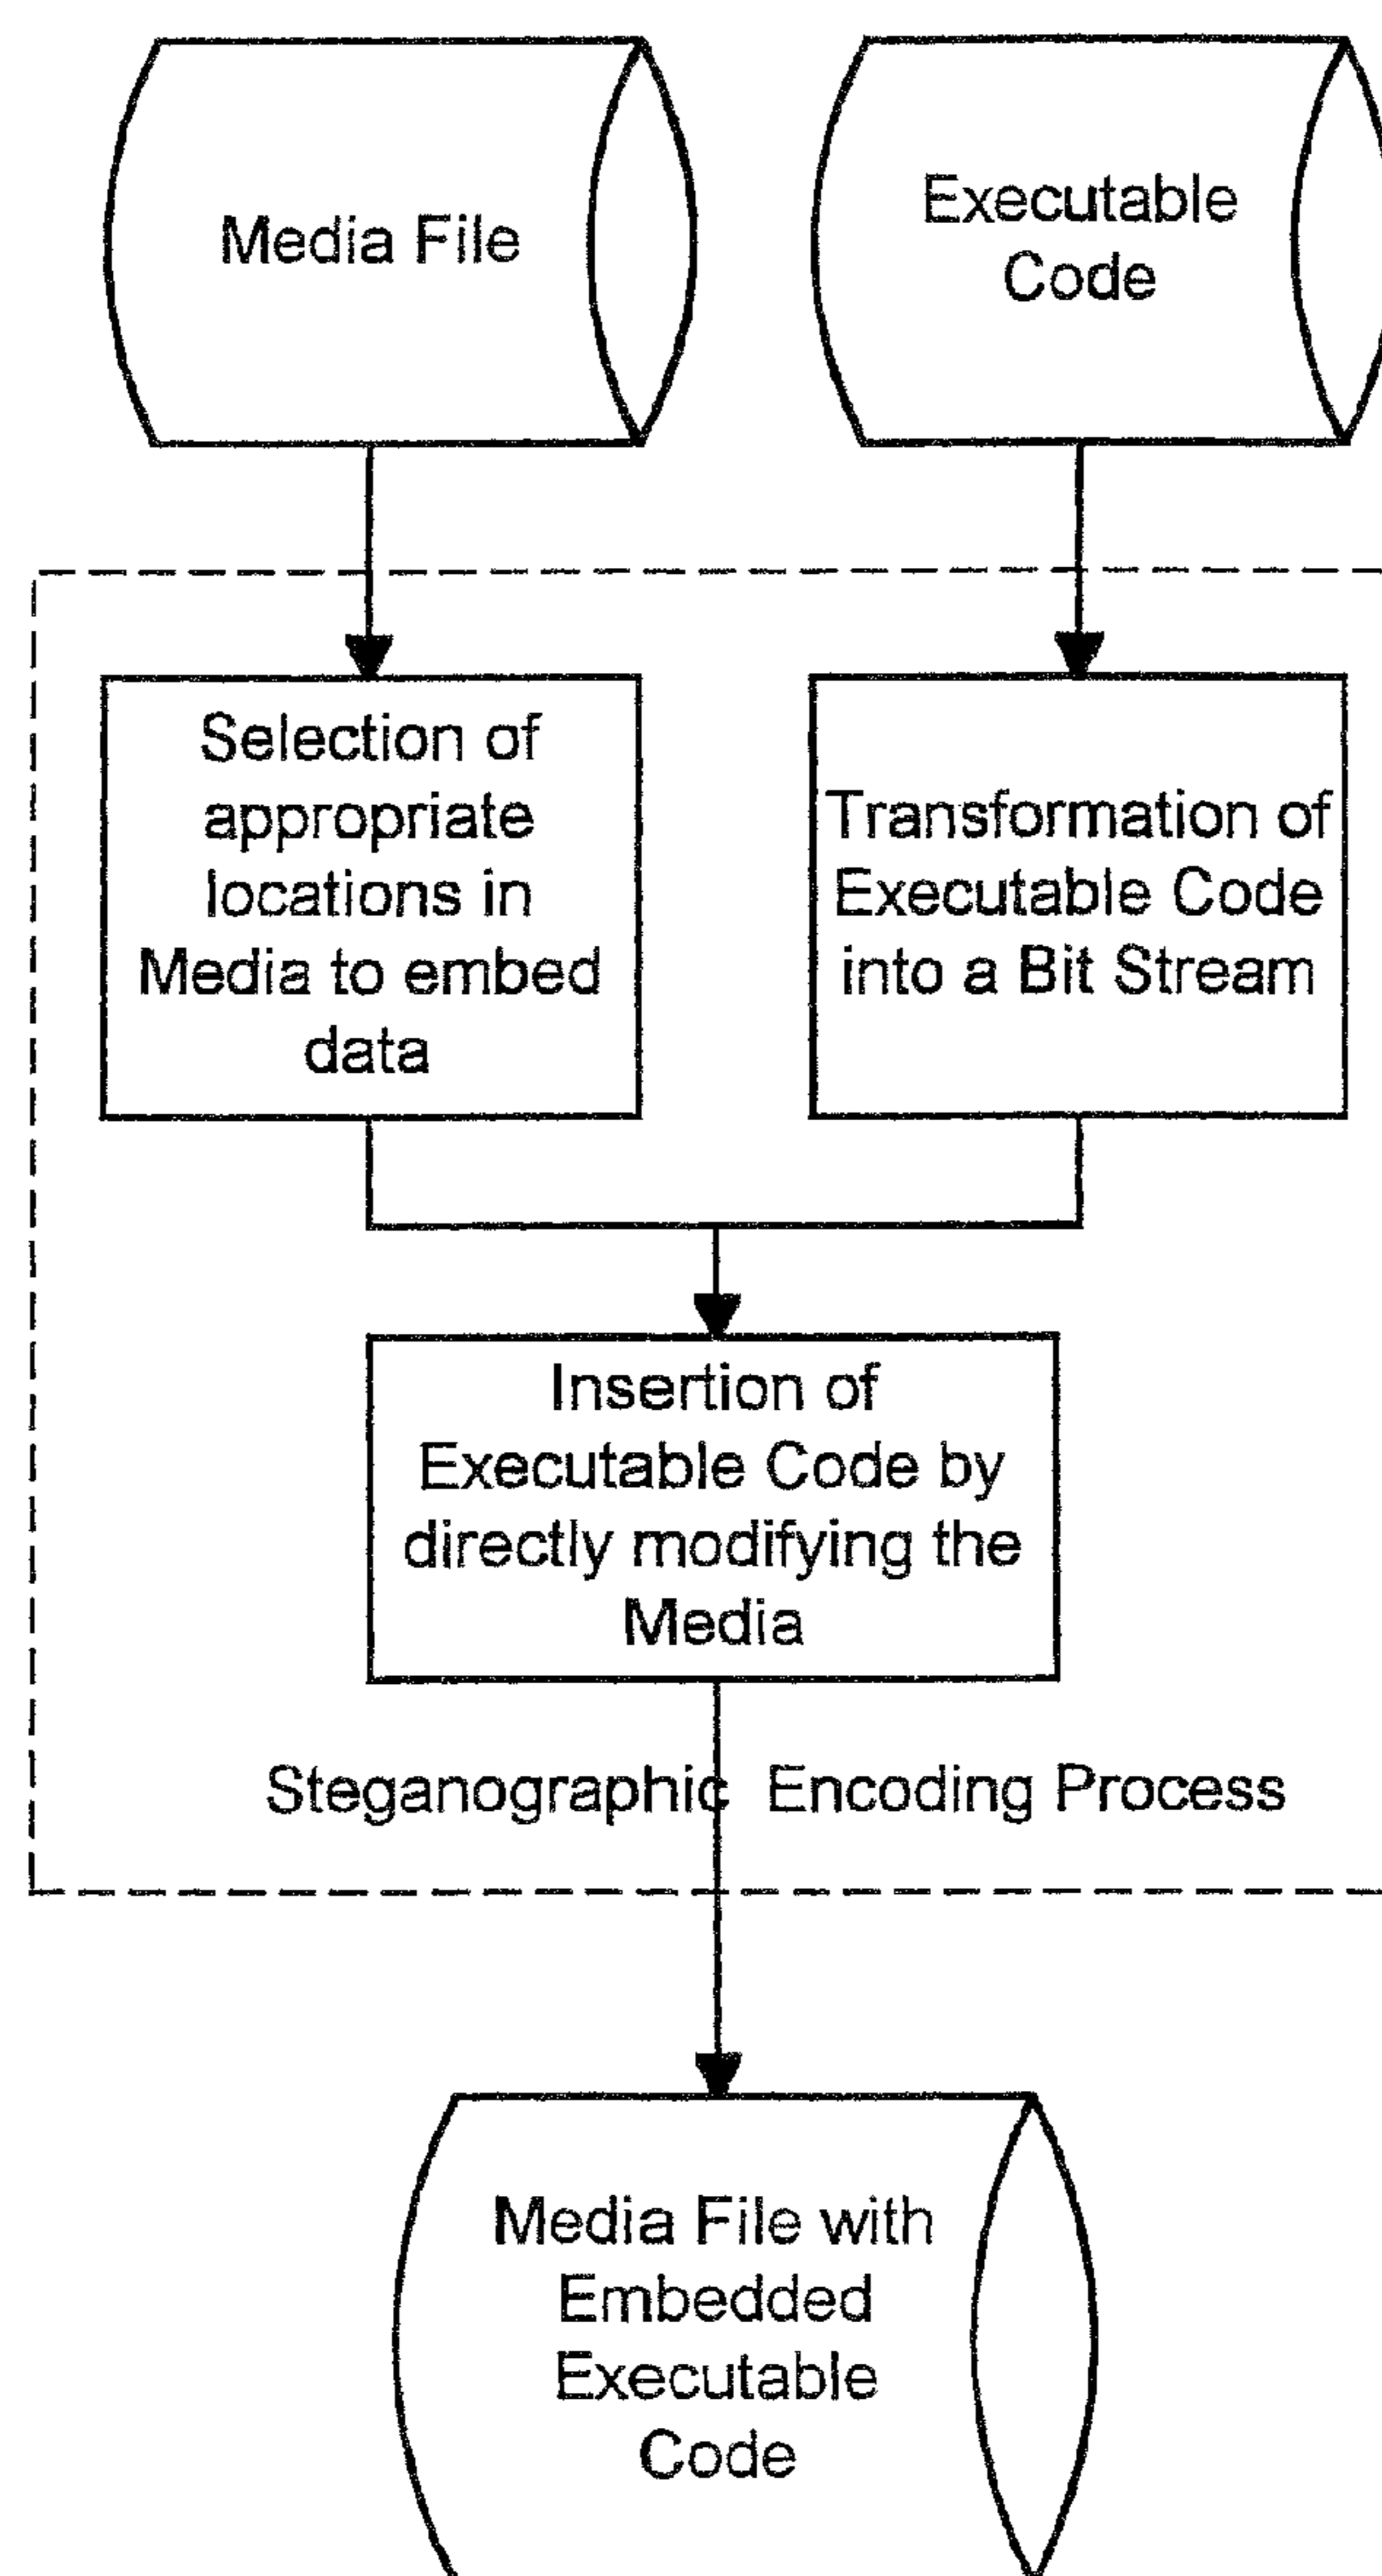 Media File
Executable
Code
Selection of
appropriate
locations in
Media to embed
data
Transformation of
Executable Code
into a Bit Stream
Insertion of
Executable Code by
directly modifying the
Media
Steganographic Encoding Process
Media File with
Embedded
Executable
Code